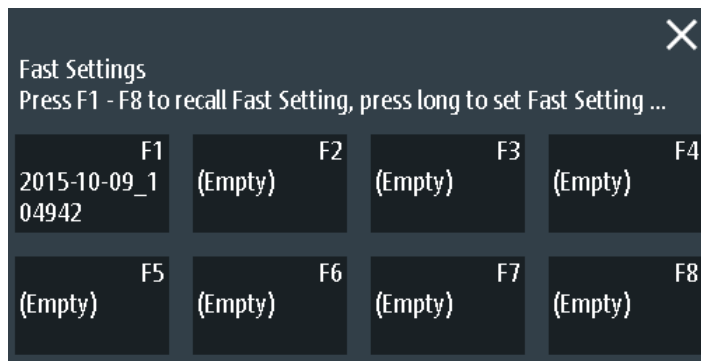 Fast Settings
Press F1 - F8 to recall Fast Setting, press long to set Fast Setting ...
F1
2015-10-09_1
04942
F2
(Empty)
F3
(Empty)
F4
(Empty)
F5
(Empty)
F6
(Empty)
F7
(Empty)
F8
(Empty)